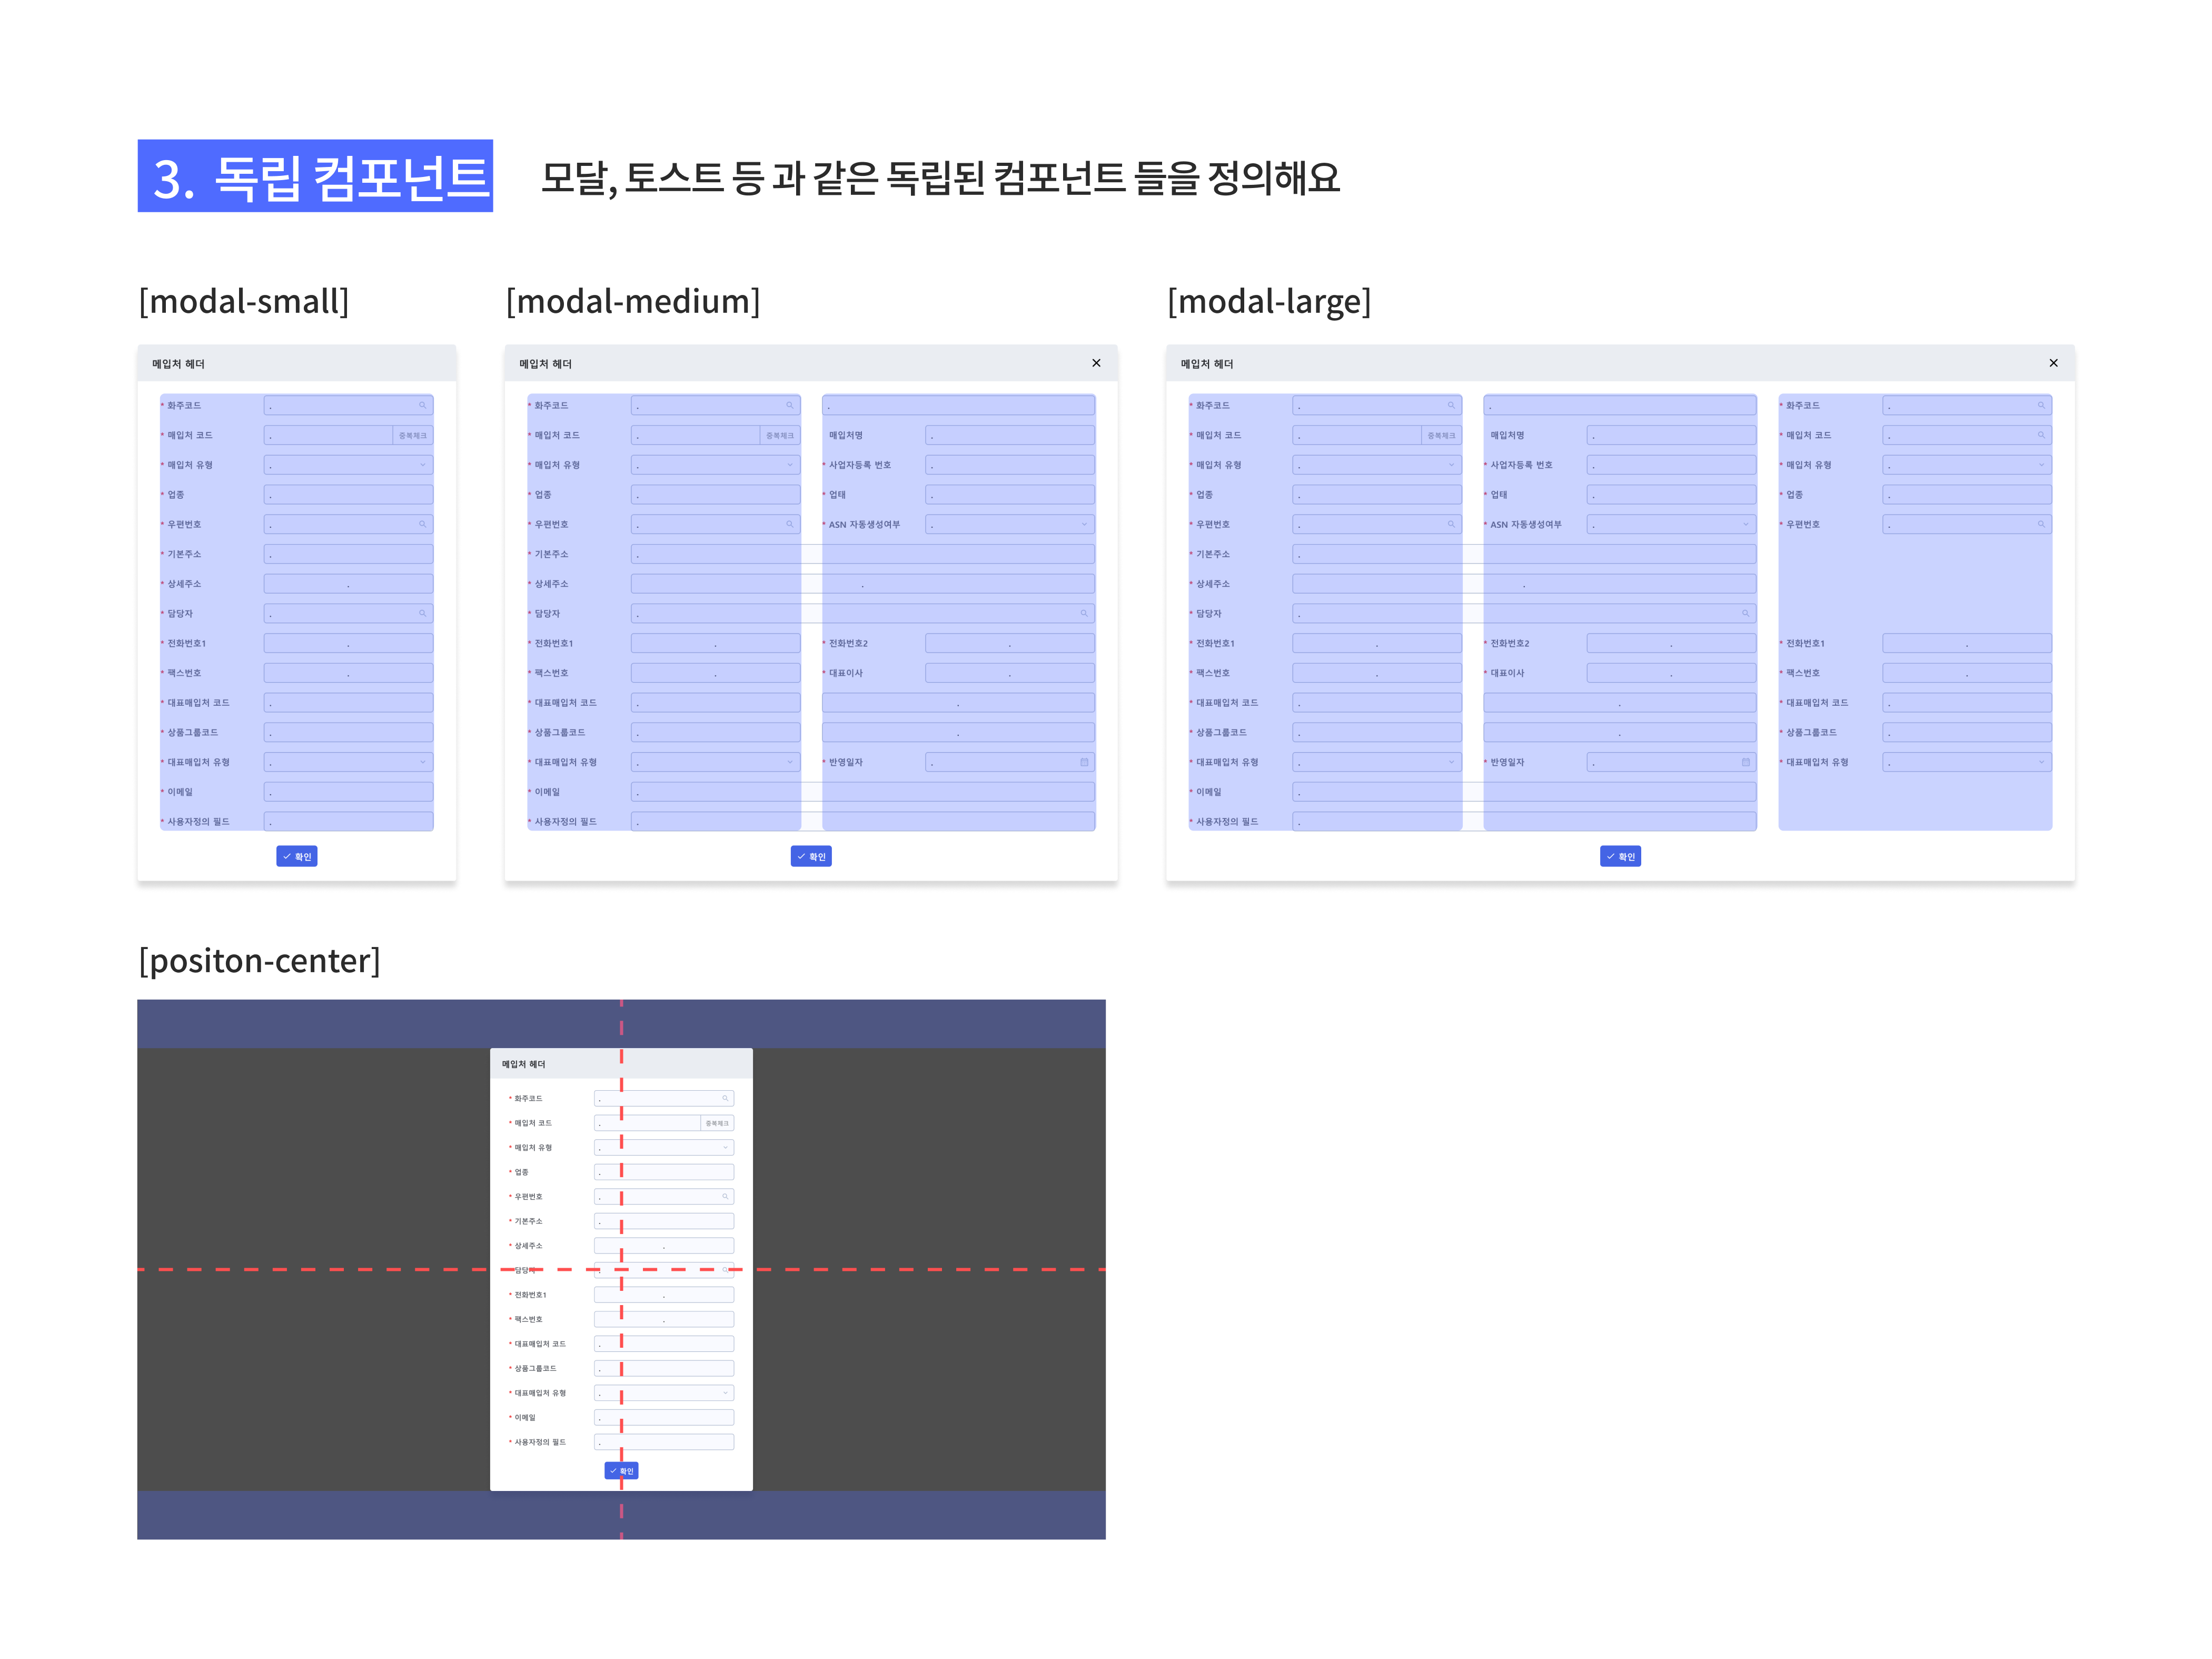 3. 독립 컴포넌트
모달, 토스트 등 과 같은 독립된 컴포넌트 들을 정의해요
[modal-small]
메입처 헤더
* 화주코드 .
* 매입처 코드 . 중복체크
* 매입처 유형 .
* 업종 .
* 우편번호 .
* 기본주소 .
* 상세주소 .
* 담당자 .
* 전화번호1 .
* 팩스번호 .
* 대표매입처 코드 .
* 상품그룹코드 .
* 대표매입처 유형 .
* 이메일 .
* 사용자정의 필드 .
확인
[modal-medium]
메입처 헤더
* 화주코드 . .
* 매입처 코드 . 중복체크 매입처명 .
* 매입처 유형 . * 사업자등록 번호 .
* 업종 . * 업태 .
* 우편번호 . * ASN 자동생성여부 .
* 기본주소 .
* 상세주소 .
* 담당자 .
* 전화번호1 . * 전화번호2 .
* 팩스번호 . * 대표이사 .
* 대표매입처 코드 . .
* 상품그룹코드 . .
* 대표매입처 유형 . * 반영일자 .
* 이메일 .
* 사용자정의 필드 .
확인
[modal-large]
메입처 헤더
* 화주코드 . . * 화주코드 .
* 매입처 코드 . 중복체크 매입처명 . * 매입처 코드 .
* 매입처 유형 . * 사업자등록 번호 . * 매입처 유형 .
* 업종 . * 업태 . * 업종 .
* 우편번호 . * ASN 자동생성여부 . * 우편번호 .
* 기본주소 .
* 상세주소 .
* 담당자 .
* 전화번호1 . * 전화번호2 . * 전화번호1 .
* 팩스번호 . * 대표이사 . * 팩스번호 .
* 대표매입처 코드 . . * 대표매입처 코드 .
* 상품그룹코드 . . * 상품그룹코드 .
* 대표매입처 유형 . * 반영일자 . * 대표매입처 유형 .
* 이메일 .
* 사용자정의 필드 .
확인
[positon-center]
메입처 헤더
* 화주코드 .
* 매입처 코드 . 중복체크
* 매입처 유형 .
* 업종 .
* 우편번호 .
* 기본주소 .
* 상세주소 .
담당자 .
* 전화번호1 .
* 팩스번호 .
* 대표매입처 코드 .
* 상품그룹코드 .
* 대표매입처 유형 .
* 이메일 .
* 사용자정의 필드 .
확인